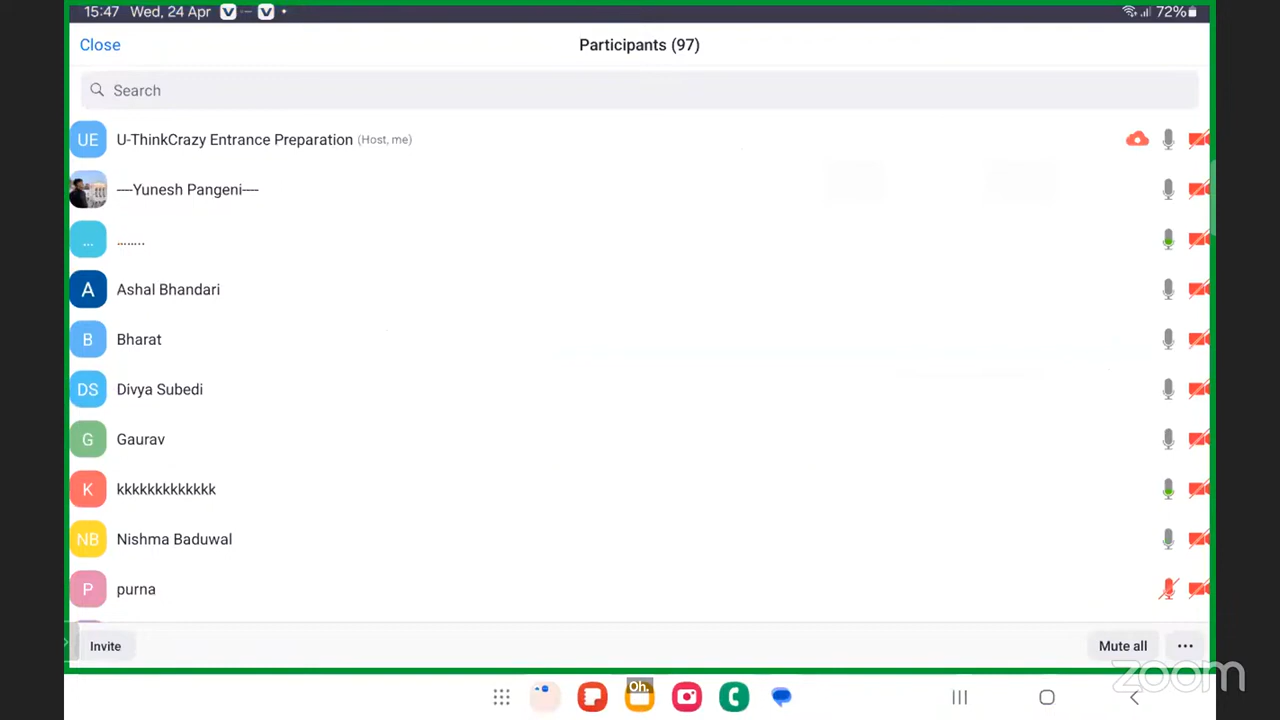 15:47 Wed, 24 Apr 72%
Close Participants (97)
Search
UE U-ThinkCrazy Entrance Preparation (Host, me)
----Yunesh Pangeni----
... ........
A Ashal Bhandari
B Bharat
DS Divya Subedi
G Gaurav
K kkkkkkkkkkkkk
NB Nishma Baduwal
P purna
Invite Mute all ...
Oh.
zoom